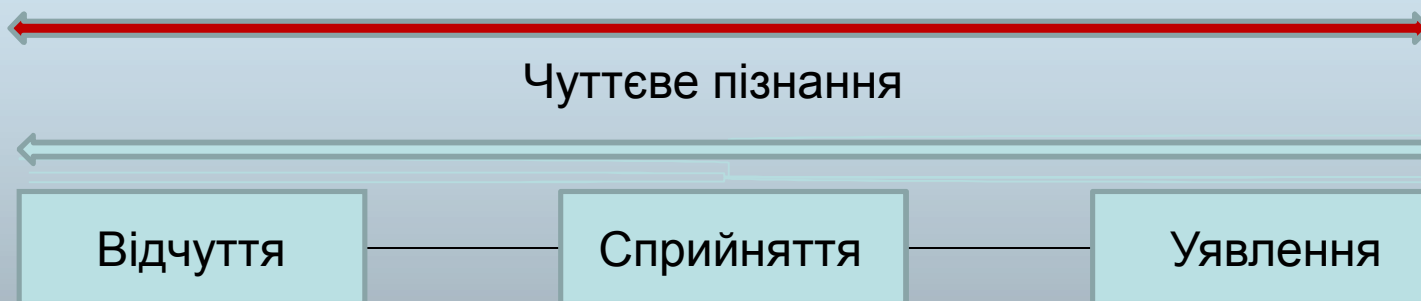 Чуттєве пізнання
Відчуття Сприйняття Уявлення